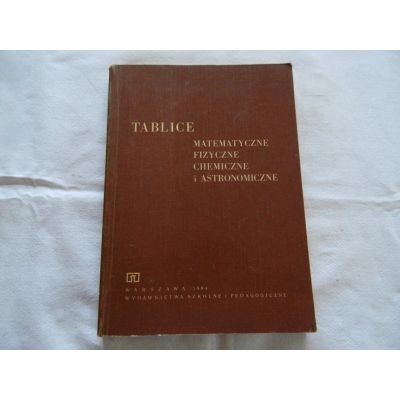 TABLICE
MATEMATYCZNE
FIZYCZNE
CHEMICZNE
i ASTRONOMICZNE
WARSZAWA
WYDAWNICTWA SZKOLNE I PEDAGOGICZNE